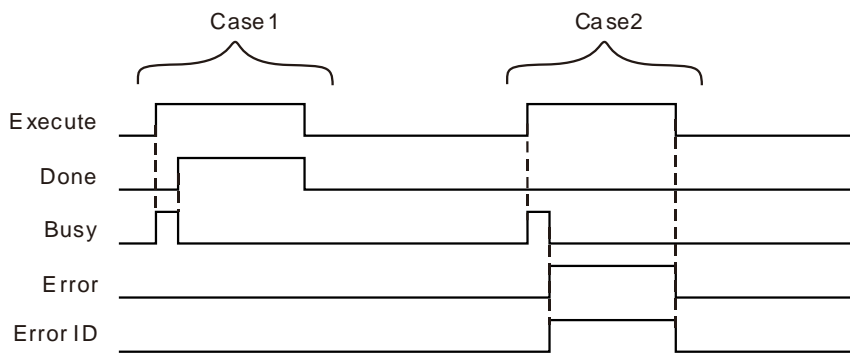 Case1
Case2
Execute
Done
Busy
Error
Error ID